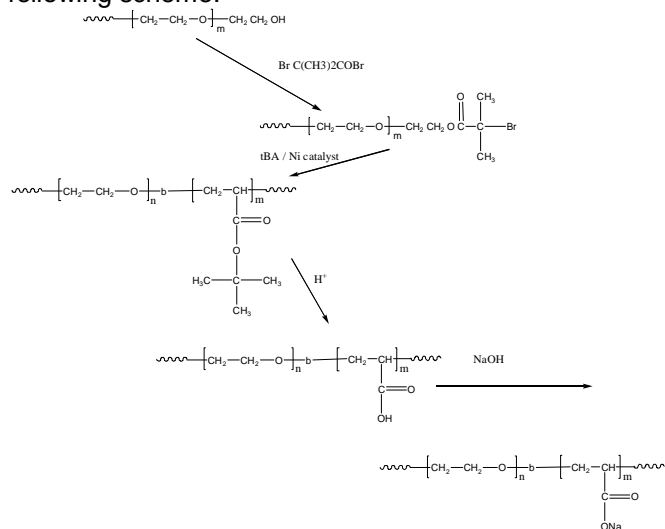 following scheme:
[CH2—CH2—O]m CH2 CH2 OH
Br C(CH3)2COBr
[CH2—CH2—O]m CH2 CH2 O C C Br
O CH3
CH3
tBA / Ni catalyst
[CH2—CH2—O]n b [CH2 CH]m
C O
O
H3C C CH3
CH3
H+
[CH2—CH2—O]n b [CH2 CH]m
C O
OH
NaOH
[CH2—CH2—O]n b [CH2 CH]m
C O
ONa